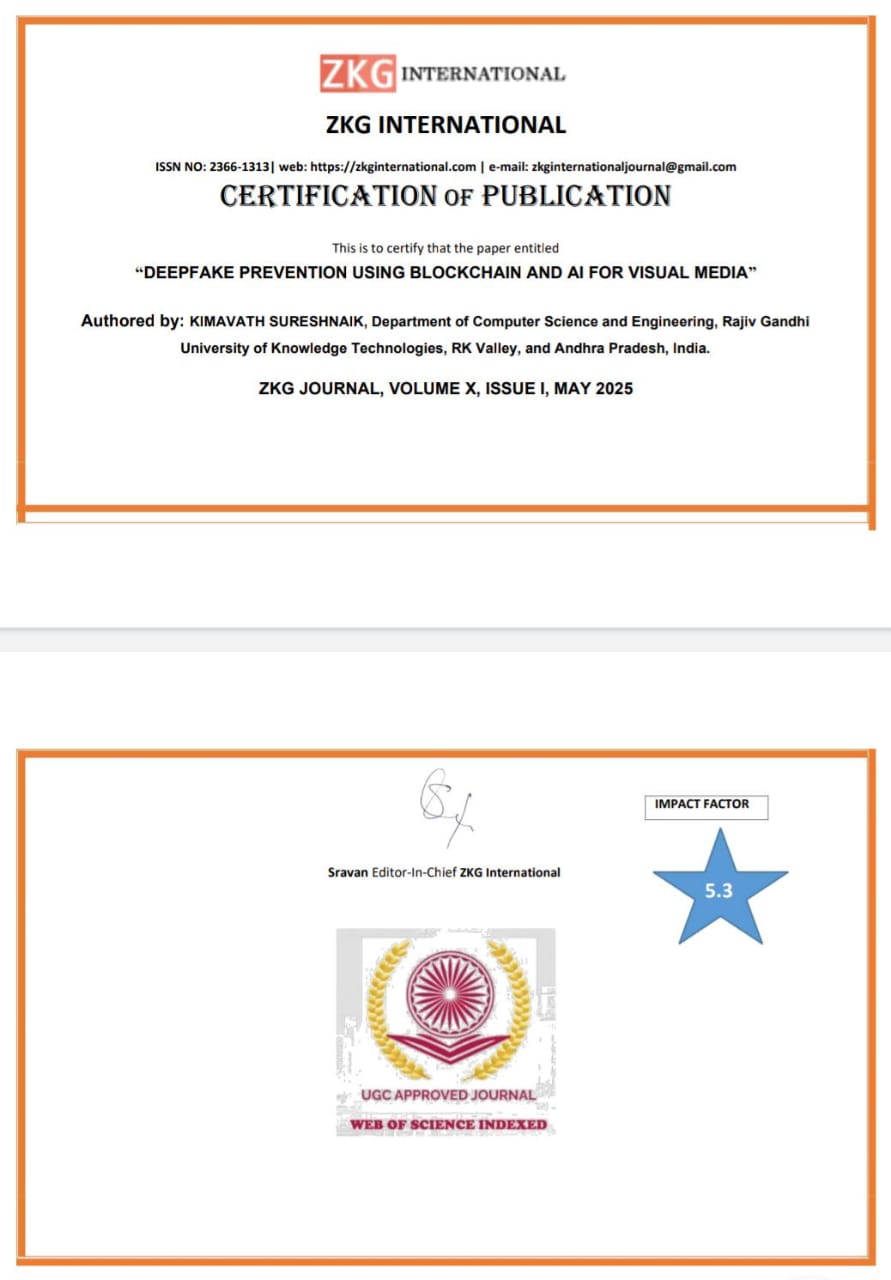 ZKG INTERNATIONAL
ZKG INTERNATIONAL
ISSN NO: 2366-1313| web: https://zkginternational.com | e-mail: zkginternationaljournal@gmail.com
CERTIFICATION OF PUBLICATION
This is to certify that the paper entitled
“DEEPFAKE PREVENTION USING BLOCKCHAIN AND AI FOR VISUAL MEDIA”
Authored by: KIMAVATH SURESHNAIK, Department of Computer Science and Engineering, Rajiv Gandhi
University of Knowledge Technologies, RK Valley, and Andhra Pradesh, India.
ZKG JOURNAL, VOLUME X, ISSUE I, MAY 2025
IMPACT FACTOR
5.3
Sravan Editor-In-Chief ZKG International
UGC APPROVED JOURNAL
WEB OF SCIENCE INDEXED